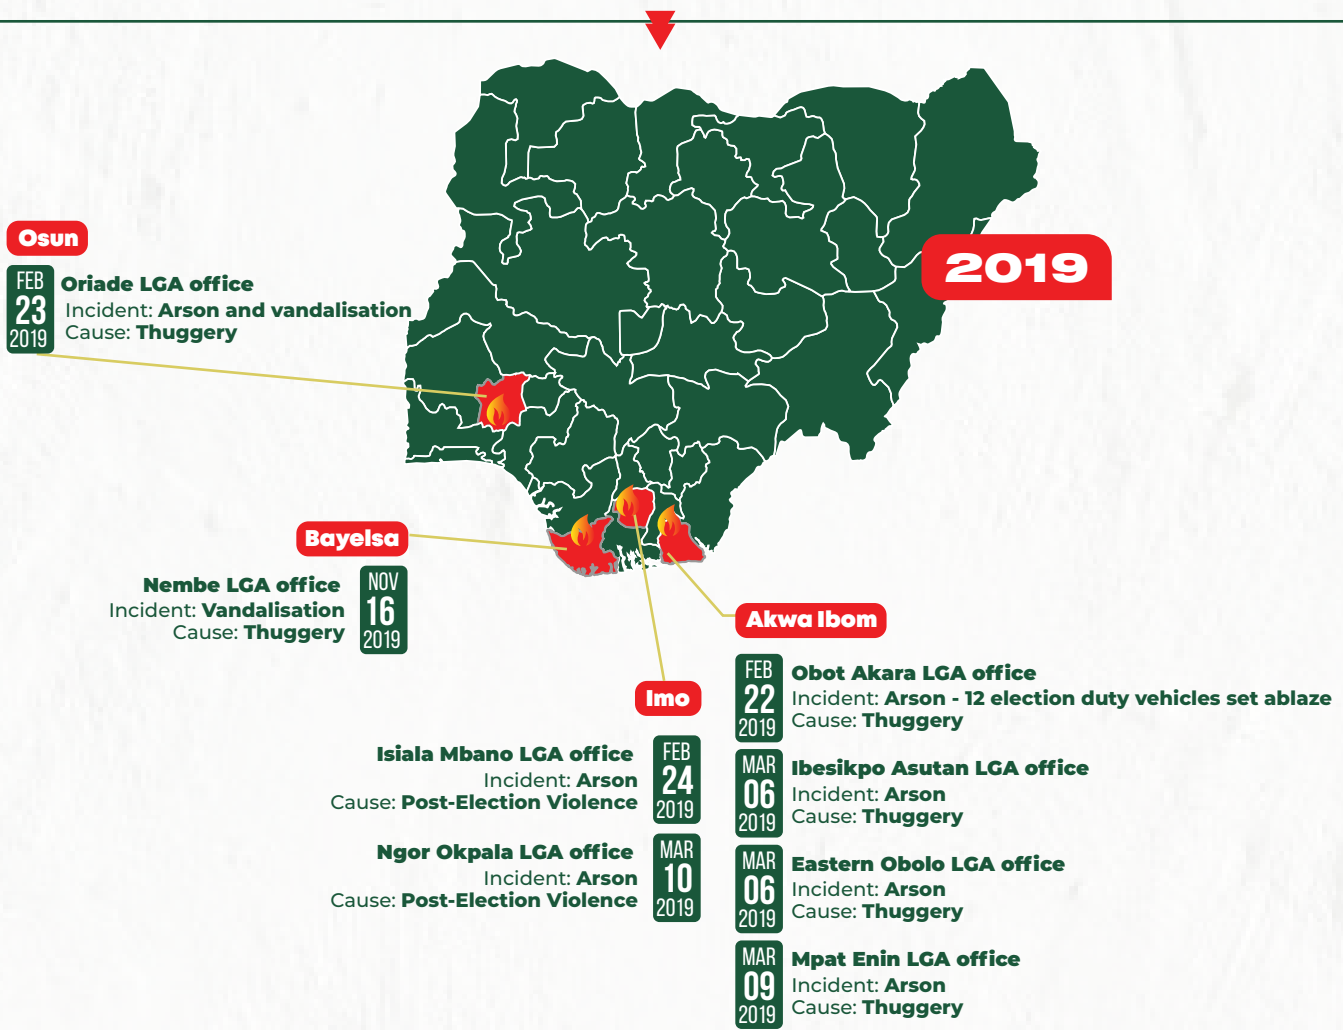 2019
Osun
FEB
23
2019
Oriade LGA office
Incident: Arson and vandalisation
Cause: Thuggery
Bayelsa
Nembe LGA office
Incident: Vandalisation
Cause: Thuggery
NOV
16
2019
Imo
Isiala Mbano LGA office
Incident: Arson
Cause: Post-Election Violence
FEB
24
2019
Ngor Okpala LGA office
Incident: Arson
Cause: Post-Election Violence
MAR
10
2019
Akwa Ibom
FEB
22
2019
Obot Akara LGA office
Incident: Arson - 12 election duty vehicles set ablaze
Cause: Thuggery
MAR
06
2019
Ibesikpo Asutan LGA office
Incident: Arson
Cause: Thuggery
MAR
06
2019
Eastern Obolo LGA office
Incident: Arson
Cause: Thuggery
MAR
09
2019
Mpat Enin LGA office
Incident: Arson
Cause: Thuggery